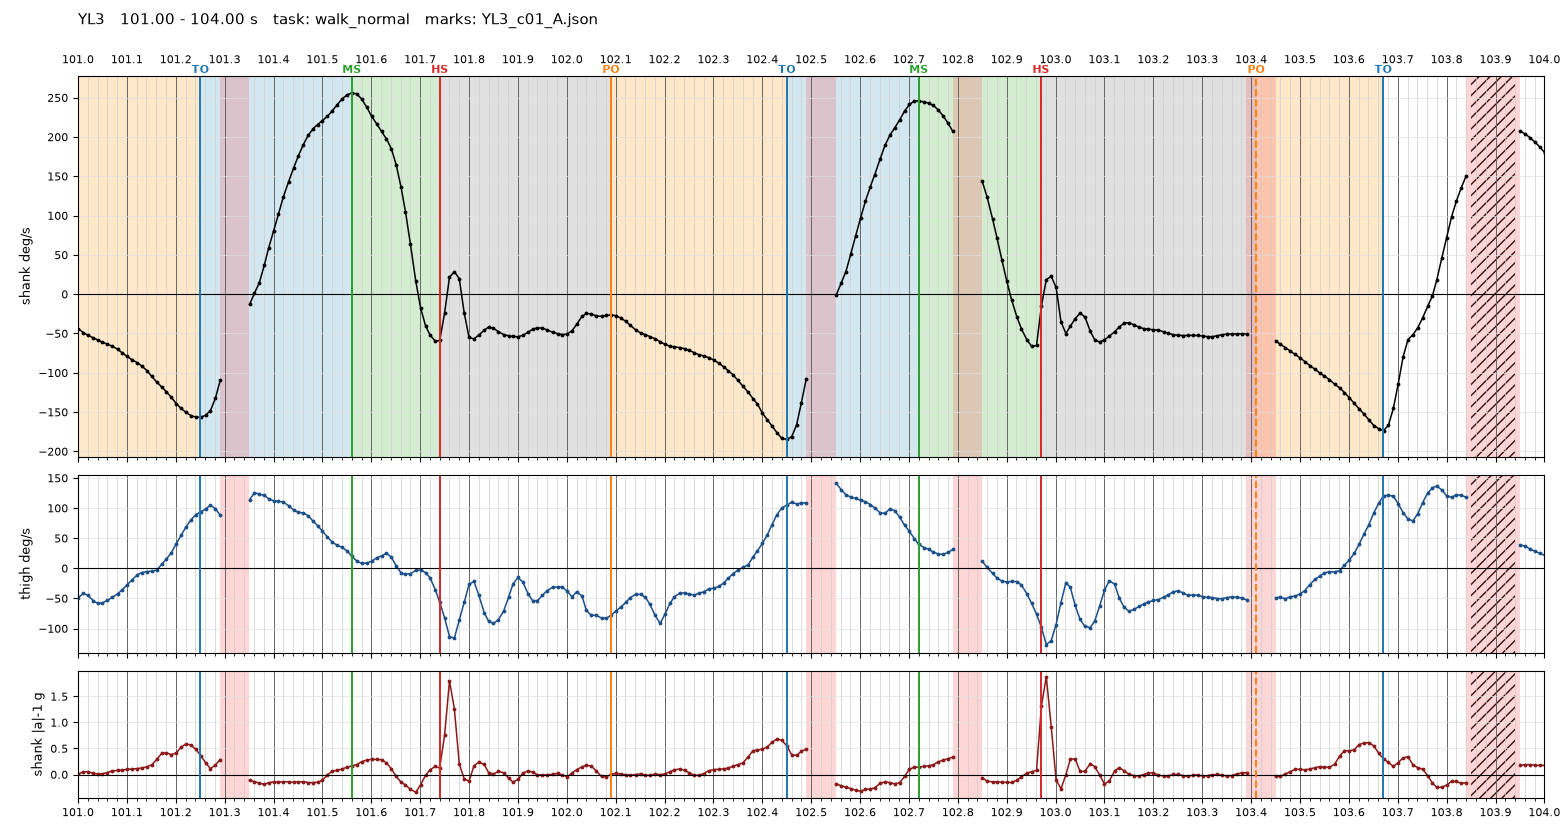 YL3   101.00 - 104.00 s   task: walk_normal   marks: YL3_c01_A.json
101.0 101.1 101.2 101.3 101.4 101.5 101.6 101.7 101.8 101.9 102.0 102.1 102.2 102.3 102.4 102.5 102.6 102.7 102.8 102.9 103.0 103.1 103.2 103.3 103.4 103.5 103.6 103.7 103.8 103.9 104.0
TO MS HS PO TO MS HS PO TO
shank deg/s
250
200
150
100
50
0
−50
−100
−150
−200
thigh deg/s
150
100
50
0
−50
−100
shank |a|-1 g
1.5
1.0
0.5
0.0
101.0 101.1 101.2 101.3 101.4 101.5 101.6 101.7 101.8 101.9 102.0 102.1 102.2 102.3 102.4 102.5 102.6 102.7 102.8 102.9 103.0 103.1 103.2 103.3 103.4 103.5 103.6 103.7 103.8 103.9 104.0